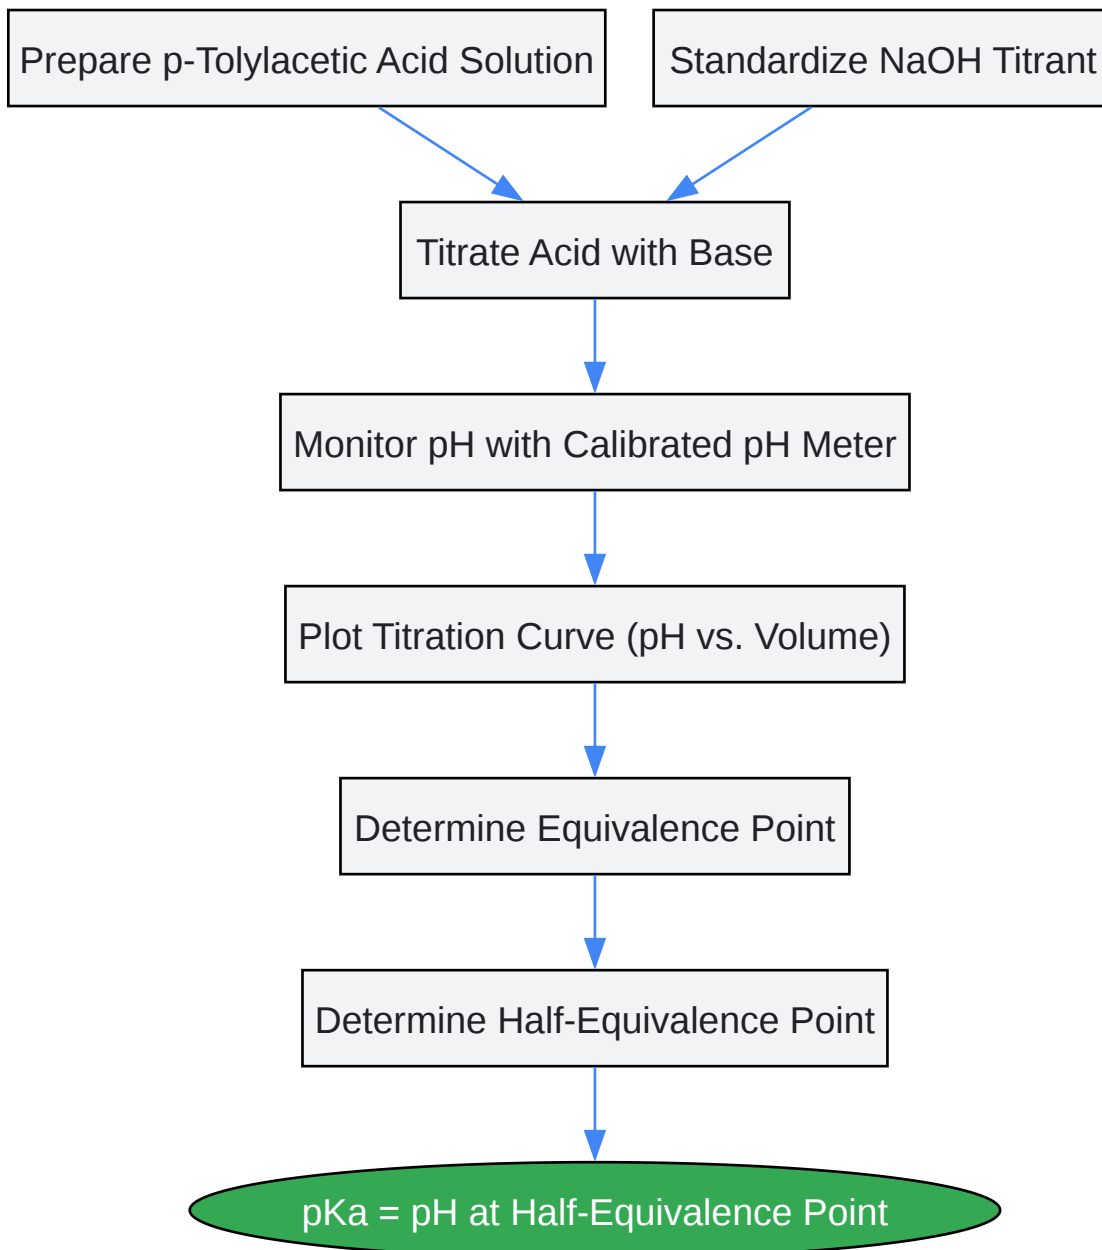 Prepare p-Tolylacetic Acid Solution
Standardize NaOH Titrant
Titrate Acid with Base
Monitor pH with Calibrated pH Meter
Plot Titration Curve (pH vs. Volume)
Determine Equivalence Point
Determine Half-Equivalence Point
pKa = pH at Half-Equivalence Point